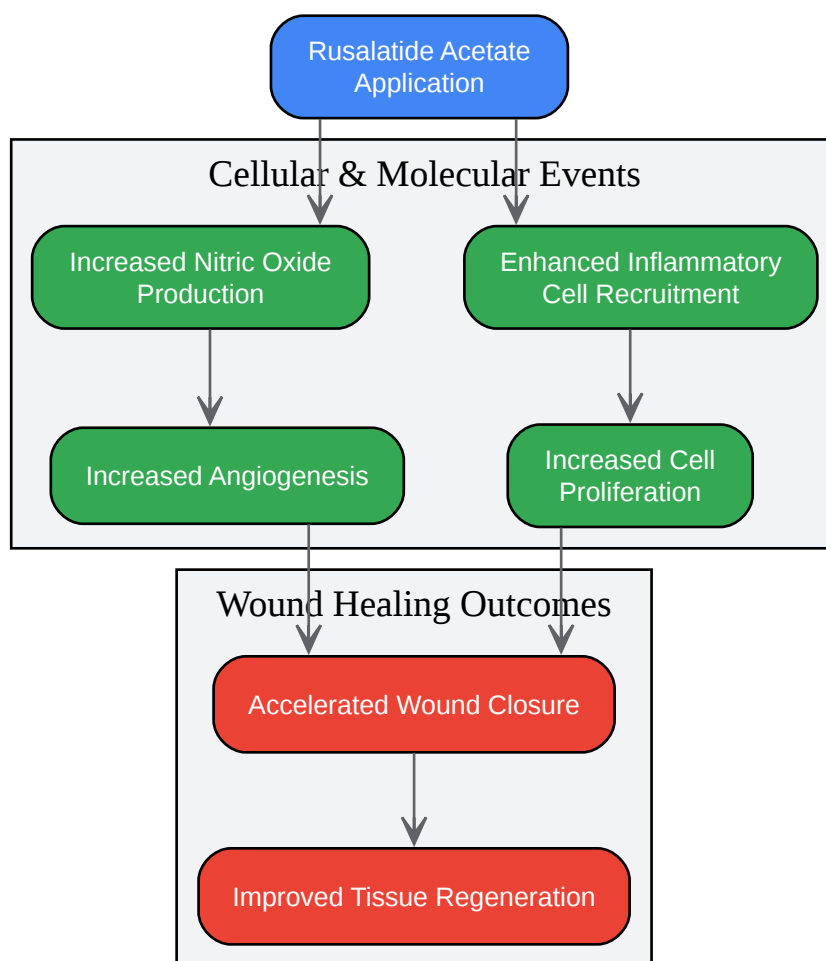 Rusalatide Acetate
Application
Cellular & Molecular Events
Increased Nitric Oxide
Production
Enhanced Inflammatory
Cell Recruitment
Increased Angiogenesis
Increased Cell
Proliferation
Wound Healing Outcomes
Accelerated Wound Closure
Improved Tissue Regeneration